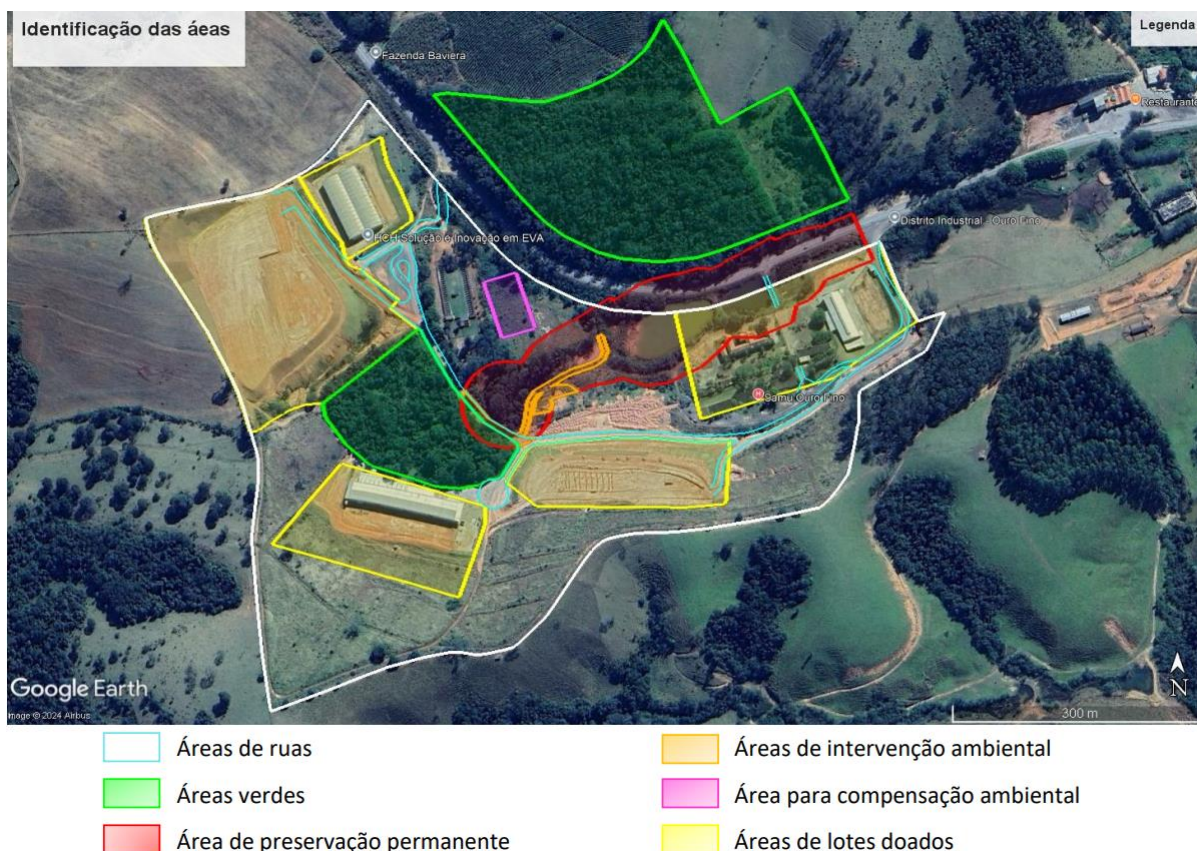 Identificação das áeas
Legenda
Fazenda Baviera
Restaurante
Distrito Industrial - Ouro Fino
HCH Solução e Inovação em EVA
Samu Ouro Fino
Google Earth
Image © 2024 Airbus
N
300 m
Áreas de ruas
Áreas de intervenção ambiental
Áreas verdes
Área para compensação ambiental
Área de preservação permanente
Áreas de lotes doados